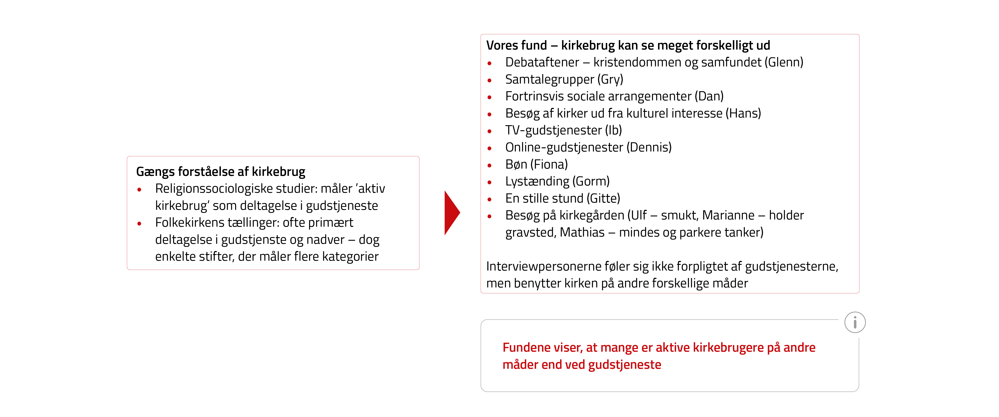 Gængs forståelse af kirkebrug
• Religionssociologiske studier: måler ’aktiv
kirkebrug’ som deltagelse i gudstjeneste
• Folkekirkens tællinger: ofte primært
deltagelse i gudstjenste og nadver – dog
enkelte stifter, der måler flere kategorier
Vores fund – kirkebrug kan se meget forskelligt ud
• Debataftener – kristendommen og samfundet (Glenn)
• Samtalegrupper (Gry)
• Fortrinsvis sociale arrangementer (Dan)
• Besøg af kirker ud fra kulturel interesse (Hans)
• TV-gudstjenester (Ib)
• Online-gudstjenester (Dennis)
• Bøn (Fiona)
• Lystænding (Gorm)
• En stille stund (Gitte)
• Besøg på kirkegården (Ulf – smukt, Marianne – holder
gravsted, Mathias – mindes og parkere tanker)
Interviewpersonerne føler sig ikke forpligtet af gudstjenesterne,
men benytter kirken på andre forskellige måder
i
Fundene viser, at mange er aktive kirkebrugere på andre
måder end ved gudstjeneste